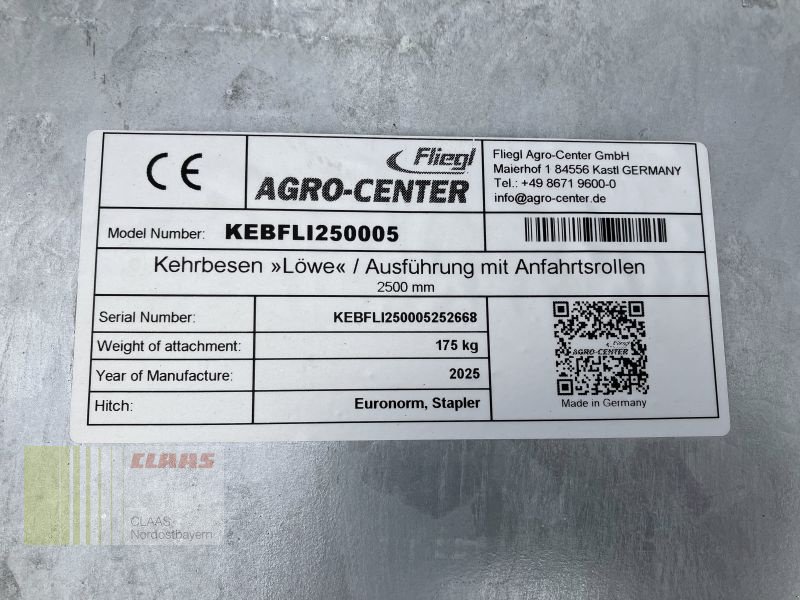 CE
Fliegl
AGRO-CENTER
Fliegl Agro-Center GmbH
Maierhof 1 84556 Kastl GERMANY
Tel.: +49 8671 9600-0
info@agro-center.de
Model Number: KEBFLI250005
Kehrbesen »Löwe« / Ausführung mit Anfahrtsrollen
2500 mm
Serial Number: KEBFLI250005252668
Weight of attachment: 175 kg
Year of Manufacture: 2025
Hitch: Euronorm, Stapler
Fliegl
AGRO-CENTER
Made in Germany
CLAAS
CLAAS
Nordostbayern